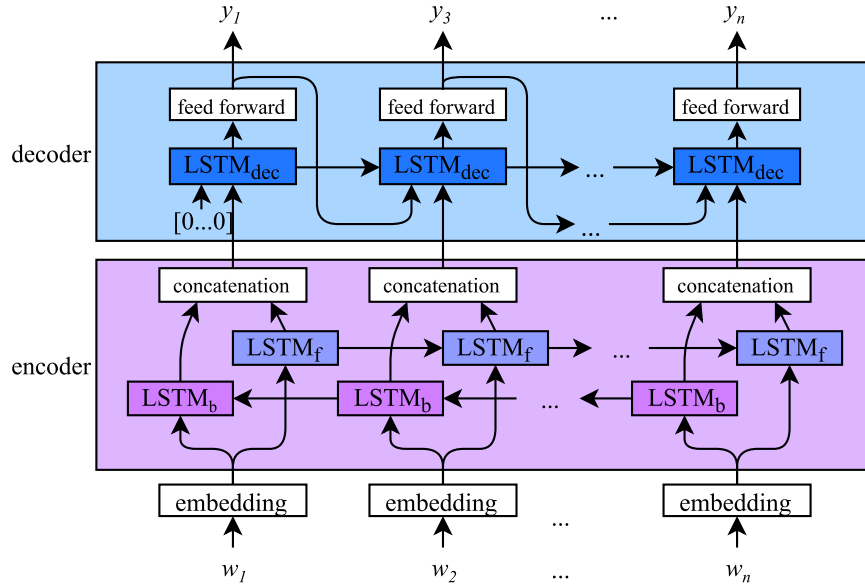 y1 y3 ... yn
feed forward feed forward feed forward
decoder
LSTMdec LSTMdec ... LSTMdec
[0...0] ...
concatenation concatenation concatenation
LSTMf LSTMf ... LSTMf
encoder
LSTMb LSTMb ... LSTMb
embedding embedding embedding
...
w1 w2 ... wn